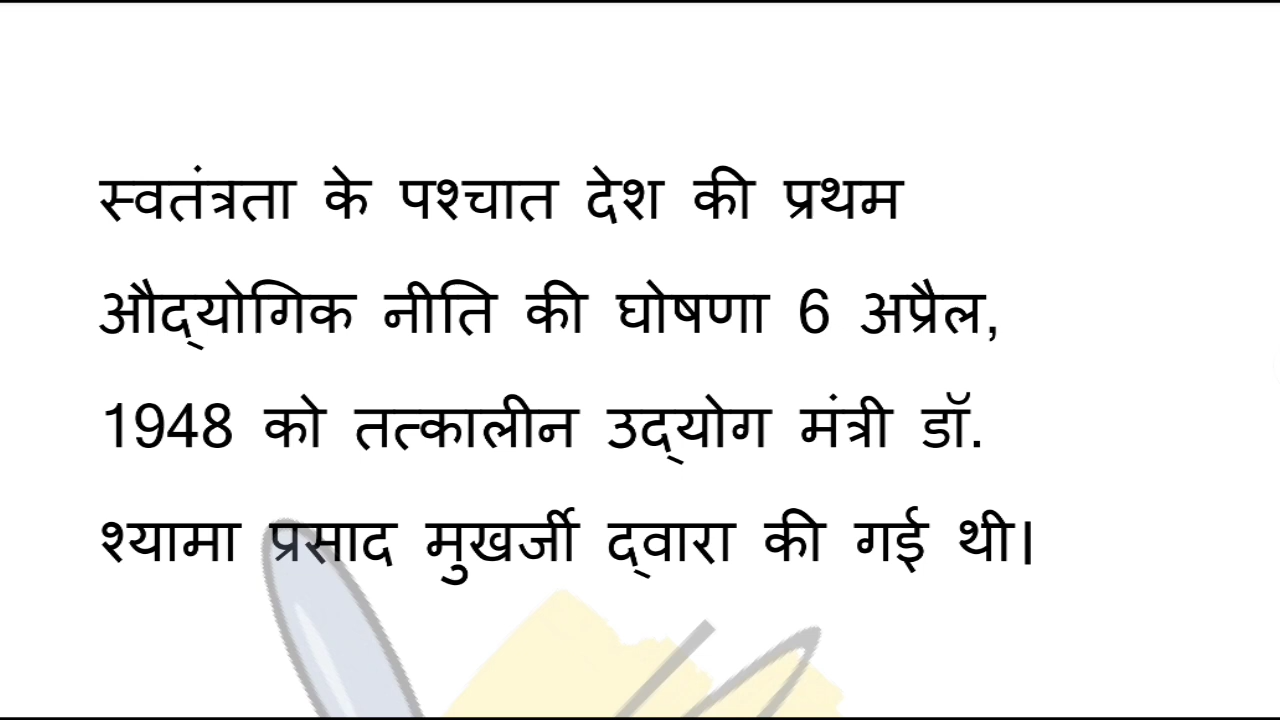 स्वतंत्रता के पश्चात देश की प्रथम
औद्योगिक नीति की घोषणा 6 अप्रैल,
1948 को तत्कालीन उद्योग मंत्री डॉ.
श्यामा प्रसाद मुखर्जी द्वारा की गई थी।